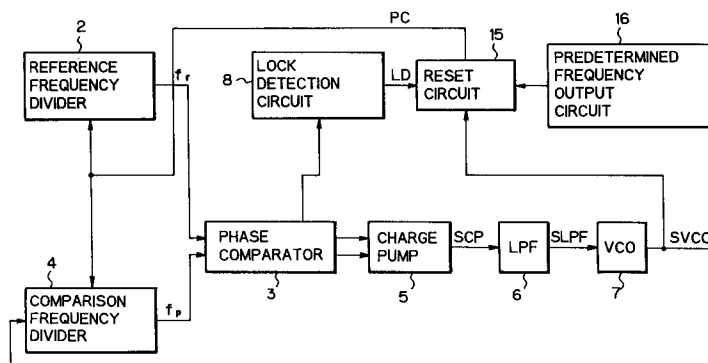 PC
2
REFERENCE
FREQUENCY
DIVIDER
fr
8
LOCK
DETECTION
CIRCUIT
LD
15
RESET
CIRCUIT
16
PREDETERMINED
FREQUENCY
OUTPUT
CIRCUIT
PHASE
COMPARATOR
3
CHARGE
PUMP
5
SCP
LPF
6
SLPF
VCO
7
SVCO
4
COMPARISON
FREQUENCY
DIVIDER
fp